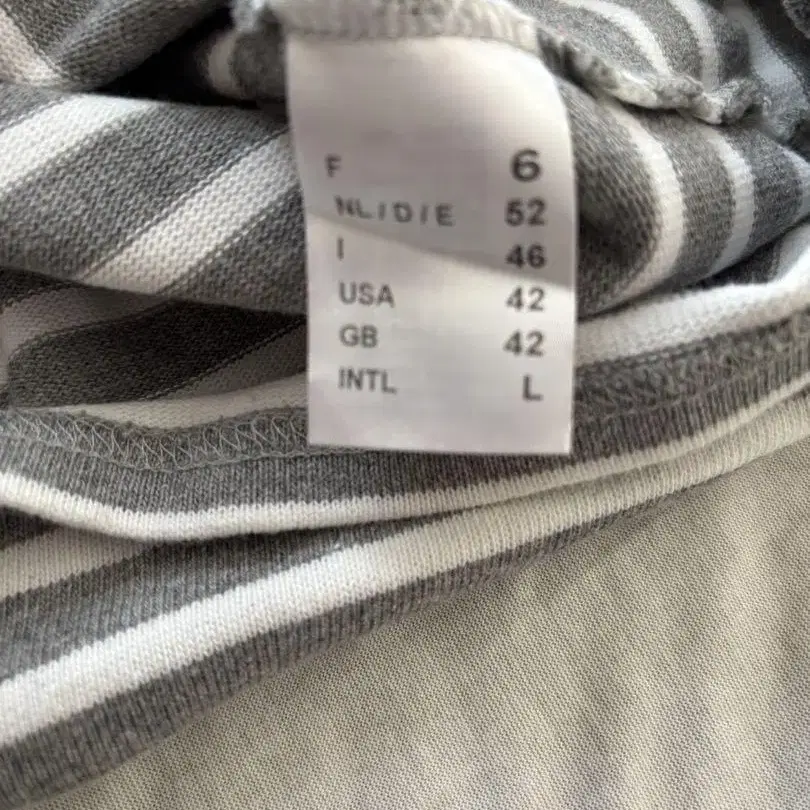 F 6
NL/D/E 52
I 46
USA 42
GB 42
INTL L